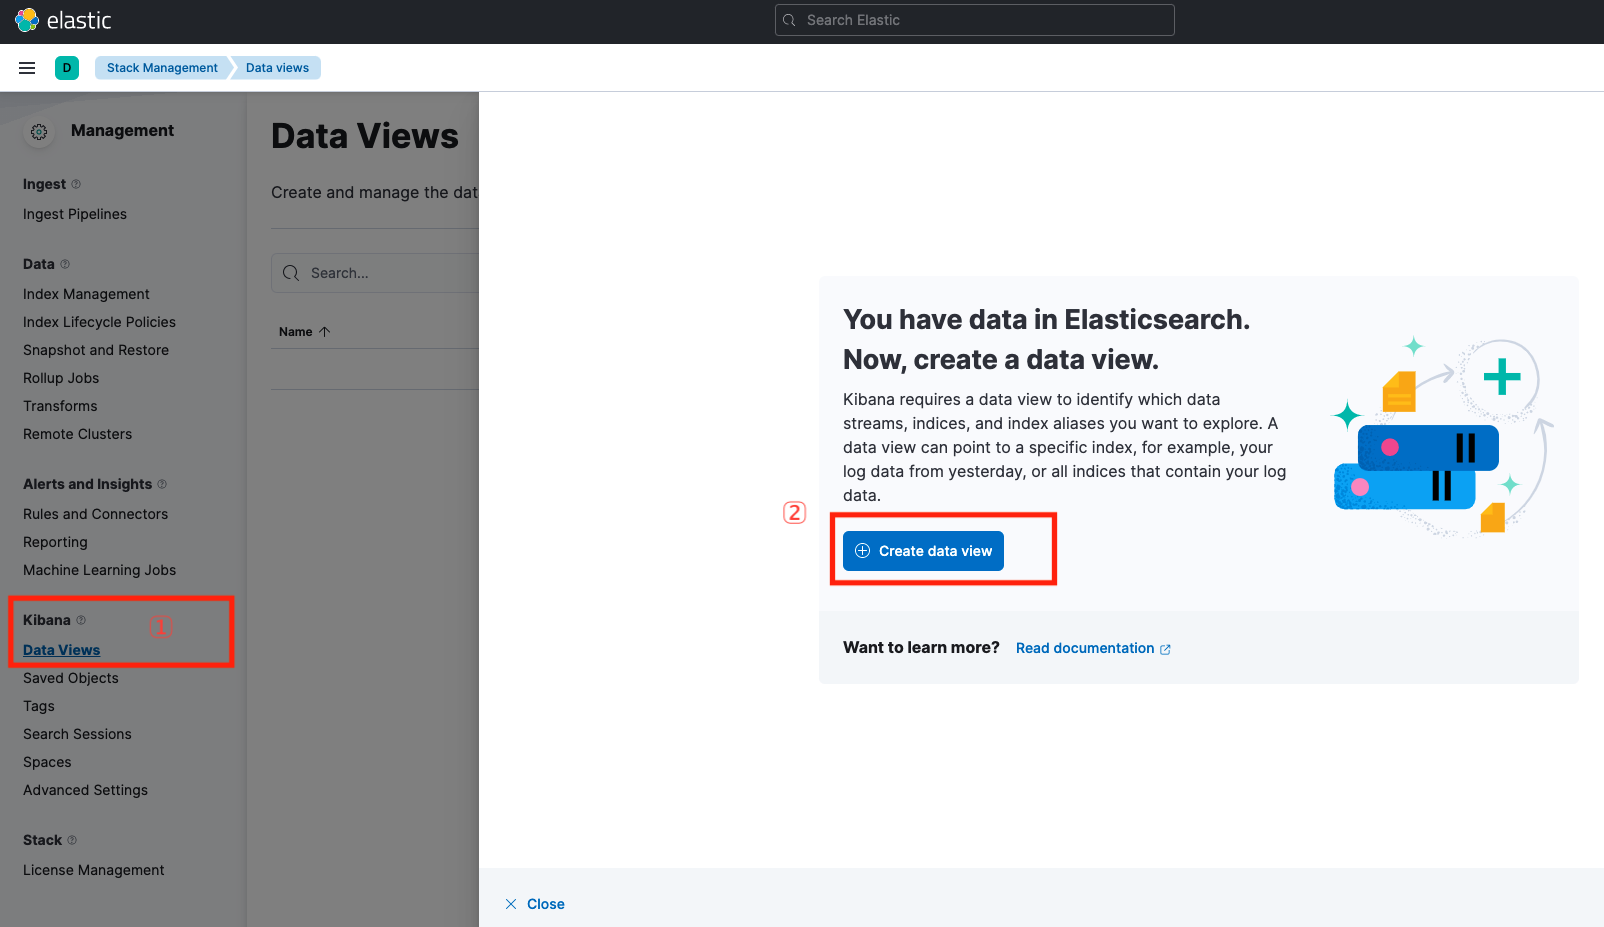 elastic
Search Elastic
D
Stack Management
Data views
Management
Ingest
Ingest Pipelines
Data
Index Management
Index Lifecycle Policies
Snapshot and Restore
Rollup Jobs
Transforms
Remote Clusters
Alerts and Insights
Rules and Connectors
Reporting
Machine Learning Jobs
Kibana
①
Data Views
Saved Objects
Tags
Search Sessions
Spaces
Advanced Settings
Stack
License Management
Data Views
Create and manage the dat
Search...
Name
You have data in Elasticsearch.
Now, create a data view.
Kibana requires a data view to identify which data
streams, indices, and index aliases you want to explore. A
data view can point to a specific index, for example, your
log data from yesterday, or all indices that contain your log
data.
②
Create data view
Want to learn more? Read documentation
Close